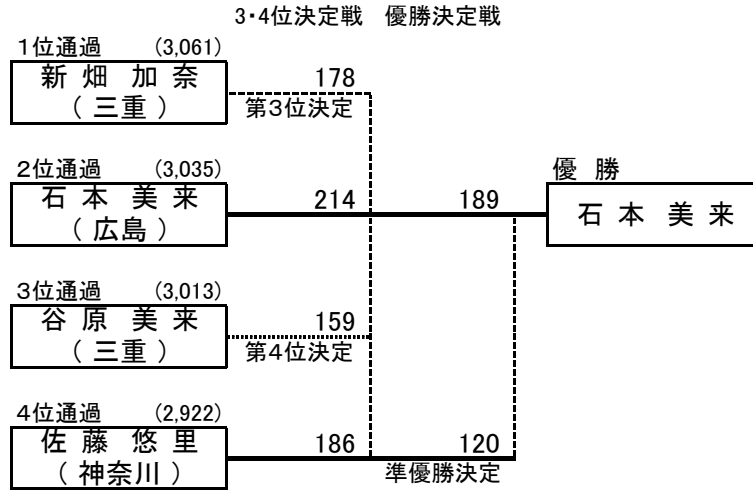 3・4位決定戦 優勝決定戦
1位通過 (3,061)
新 畑 加 奈
（ 三重 ）
178
第3位決定
2位通過 (3,035)
石 本 美 来
（ 広島 ）
214
189
優 勝
石 本 美 来
3位通過 (3,013)
谷 原 美 来
（ 三重 ）
159
第4位決定
4位通過 (2,922)
佐 藤 悠 里
（ 神奈川 ）
186
120
準優勝決定